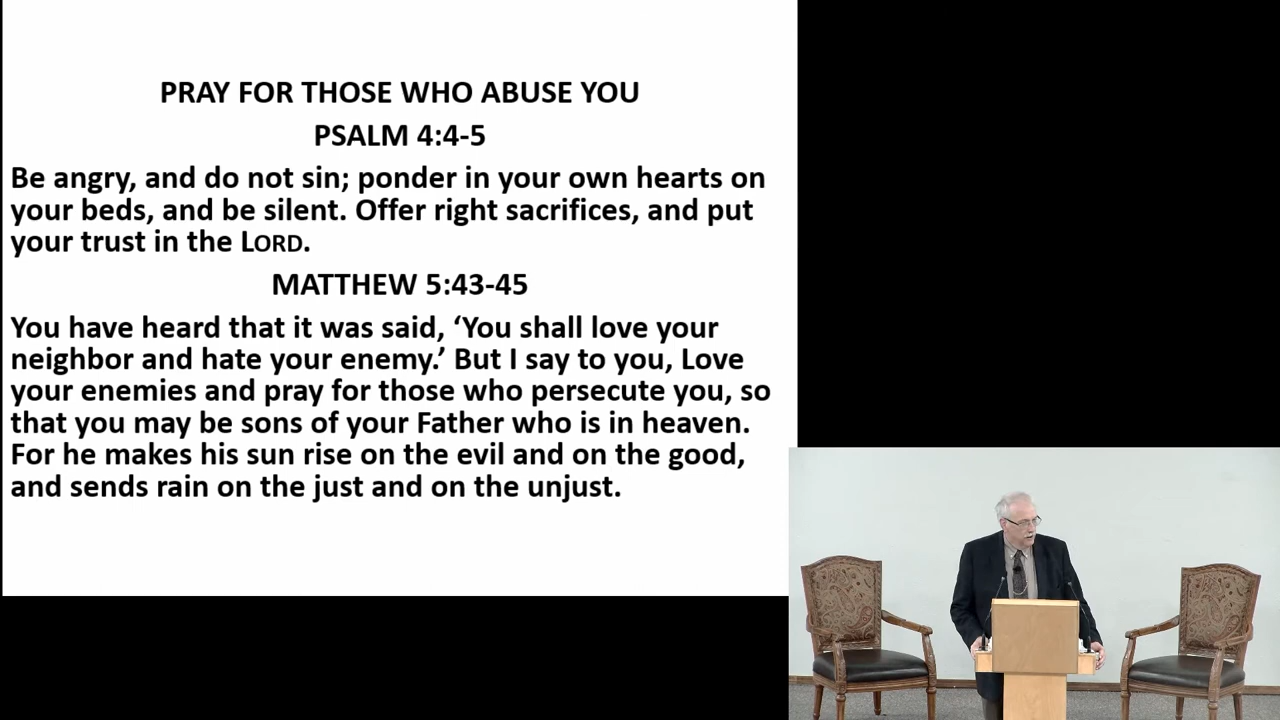 PRAY FOR THOSE WHO ABUSE YOU
PSALM 4:4-5
Be angry, and do not sin; ponder in your own hearts on
your beds, and be silent. Offer right sacrifices, and put
your trust in the LORD.
MATTHEW 5:43-45
You have heard that it was said, ‘You shall love your
neighbor and hate your enemy.’ But I say to you, Love
your enemies and pray for those who persecute you, so
that you may be sons of your Father who is in heaven.
For he makes his sun rise on the evil and on the good,
and sends rain on the just and on the unjust.